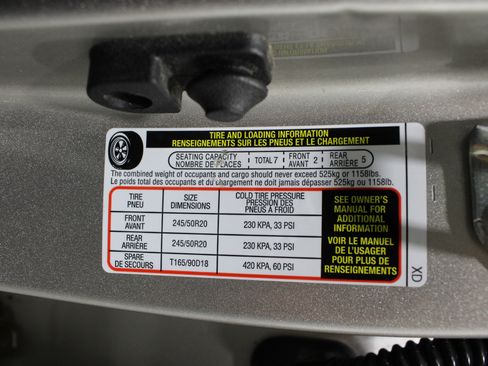 TIRE AND LOADING INFORMATION
RENSEIGNEMENTS SUR LES PNEUS ET LE CHARGEMENT
SEATING CAPACITY
NOMBRE DE PLACES
TOTAL 7
FRONT
AVANT 2
REAR
ARRIÈRE 5
The combined weight of occupants and cargo should never exceed 525kg or 1158lbs.
Le poids total des occupants et du chargement ne doit jamais dépasser 525kg ou 1158lb.
TIRE
PNEU
SIZE
DIMENSIONS
COLD TIRE PRESSURE
PRESSION DES
PNEUS À FROID
FRONT
AVANT
245/50R20
230 KPA, 33 PSI
REAR
ARRIÈRE
245/50R20
230 KPA, 33 PSI
SPARE
DE SECOURS
T165/90D18
420 KPA, 60 PSI
SEE OWNER'S
MANUAL FOR
ADDITIONAL
INFORMATION
VOIR LE MANUEL
DE L'USAGER
POUR PLUS DE
RENSEIGNEMENTS
XD